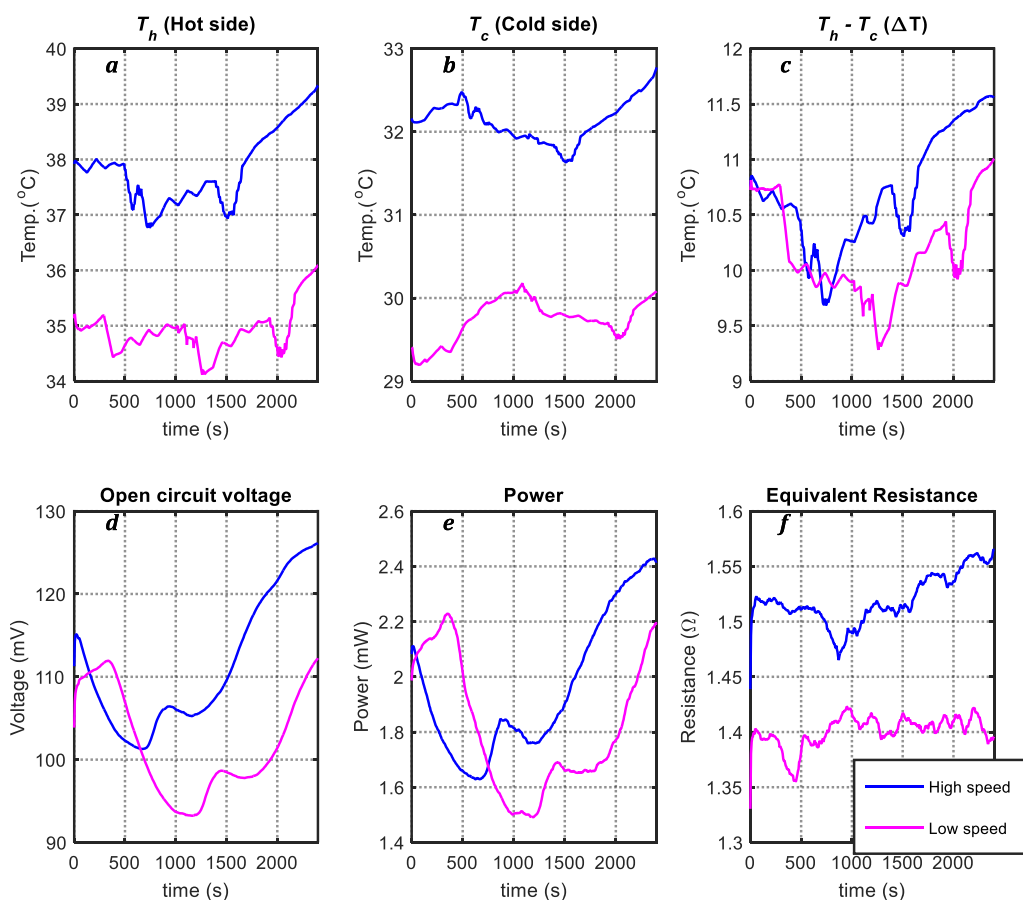 T_h (Hot side)
a
40
39
38
37
36
35
34
Temp.(°C)
0 500 1000 1500 2000
time (s)
T_c (Cold side)
b
33
32
31
30
29
Temp.(°C)
0 500 1000 1500 2000
time (s)
T_h - T_c (ΔT)
c
12
11.5
11
10.5
10
9.5
9
Temp.(°C)
0 500 1000 1500 2000
time (s)
Open circuit voltage
d
130
120
110
100
90
Voltage (mV)
0 500 1000 1500 2000
time (s)
Power
e
2.6
2.4
2.2
2
1.8
1.6
1.4
Power (mW)
0 500 1000 1500 2000
time (s)
Equivalent Resistance
f
1.6
1.55
1.5
1.45
1.4
1.35
1.3
Resistance (Ω)
0 500 1000 1500 2000
time (s)
High speed
Low speed